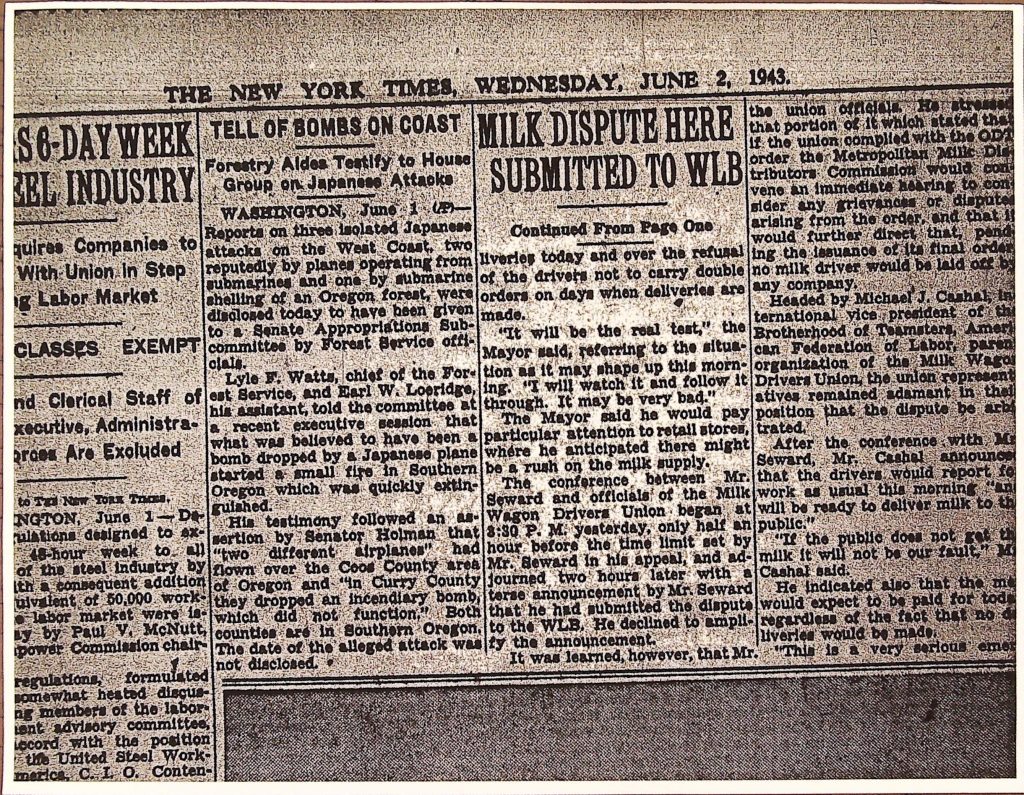 THE NEW YORK TIMES, WEDNESDAY, JUNE 2, 1943.
S 6-DAY WEEK
EEL INDUSTRY
quires Companies to
With Union in Step
g Labor Market
CLASSES EXEMPT
nd Clerical Staff of
xecutive, Administra-
orces Are Excluded
to THE NEW YORK TIMES.
NGTON, June 1—De-
ulations designed to ex-
48-hour week to all
of the steel industry by
th a consequent addition
uivalent of 50,000 work-
e labor market were is-
ay by Paul V. McNutt,
power Commission chair-
regulations, formulated
somewhat heated discus-
ng members of the labor-
ent advisory committee,
accord with the position
the United Steel Work-
merica, C. I. O. Conten-
TELL OF BOMBS ON COAST
Forestry Aides Testify to House
Group on Japanese Attacks
WASHINGTON, June 1 (AP)—
Reports on three isolated Japanese
attacks on the West Coast, two
reputedly by planes operating from
submarines and one by submarine
shelling of an Oregon forest, were
disclosed today to have been given
to a Senate Appropriations Sub-
committee by Forest Service offi-
cials.
Lyle F. Watts, chief of the For-
est Service, and Earl W. Loeridge,
his assistant, told the committee at
a recent executive session that
what was believed to have been a
bomb dropped by a Japanese plane
started a small fire in Southern
Oregon which was quickly extin-
guished.
His testimony followed an as-
sertion by Senator Holman that
"two different airplanes" had
flown over the Coos County area
of Oregon and "in Curry County
they dropped an incendiary bomb,
which did not function." Both
counties are in Southern Oregon.
The date of the alleged attack was
not disclosed.
MILK DISPUTE HERE
SUBMITTED TO WLB
Continued From Page One
liveries today and over the refusal
of the drivers not to carry double
orders on days when deliveries are
made.
"It will be the real test," the
Mayor said, referring to the situa-
tion as it may shape up this morn-
ing. "I will watch it and follow it
through. It may be very bad."
The Mayor said he would pay
particular attention to retail stores,
where he anticipated there might
be a rush on the milk supply.
The conference between Mr.
Seward and officials of the Milk
Wagon Drivers Union began at
3:30 P. M. yesterday, only half an
hour before the time limit set by
Mr. Seward in his appeal, and ad-
journed two hours later with a
terse announcement by Mr. Seward
that he had submitted the dispute
to the WLB. He declined to ampli-
fy the announcement.
It was learned, however, that Mr.
the union officials. He stressed
that portion of it which stated that
if the union complied with the ODT
order the Metropolitan Milk Dis
tributors Commission would con
vene an immediate hearing to con
sider any grievances or disputes
arising from the order, and that it
would further direct that, pend
ing the issuance of its final order
no milk driver would be laid off by
any company.
Headed by Michael J. Cashal, in
ternational vice president of the
Brotherhood of Teamsters, Ameri
can Federation of Labor, parent
organization of the Milk Wagon
Drivers Union, the union represent
atives remained adamant in their
position that the dispute be arbi
trated.
After the conference with Mr
Seward, Mr. Cashal announced
that the drivers would report fo
work as usual this morning "an
will be ready to deliver milk to th
public."
"If the public does not get th
milk it will not be our fault," M
Cashal said.
He indicated also that the me
would expect to be paid for toda
regardless of the fact that no d
liveries would be made.
"This is a very serious emer